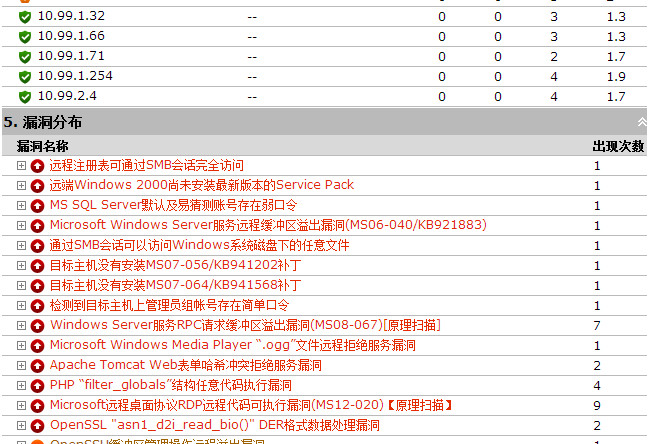 10.99.1.32 -- 0 0 3 1.3
10.99.1.66 -- 0 0 3 1.3
10.99.1.71 -- 0 0 2 1.7
10.99.1.254 -- 0 0 4 1.9
10.99.2.4 -- 0 0 4 1.7
5. 漏洞分布
漏洞名称 出现次数
远程注册表可通过SMB会话完全访问 1
远端Windows 2000尚未安装最新版本的Service Pack 1
MS SQL Server默认及易猜测账号存在弱口令 1
Microsoft Windows Server服务远程缓冲区溢出漏洞(MS06-040/KB921883) 1
通过SMB会话可以访问Windows系统磁盘下的任意文件 1
目标主机没有安装MS07-056/KB941202补丁 1
目标主机没有安装MS07-064/KB941568补丁 1
检测到目标主机上管理员组帐号存在简单口令 1
Windows Server服务RPC请求缓冲区溢出漏洞(MS08-067)[原理扫描] 7
Microsoft Windows Media Player “.ogg”文件远程拒绝服务漏洞 1
Apache Tomcat Web表单哈希冲突拒绝服务漏洞 2
PHP “filter_globals”结构任意代码执行漏洞 4
Microsoft远程桌面协议RDP远程代码可执行漏洞(MS12-020)【原理扫描】 9
OpenSSL "asn1_d2i_read_bio()" DER格式数据处理漏洞 2